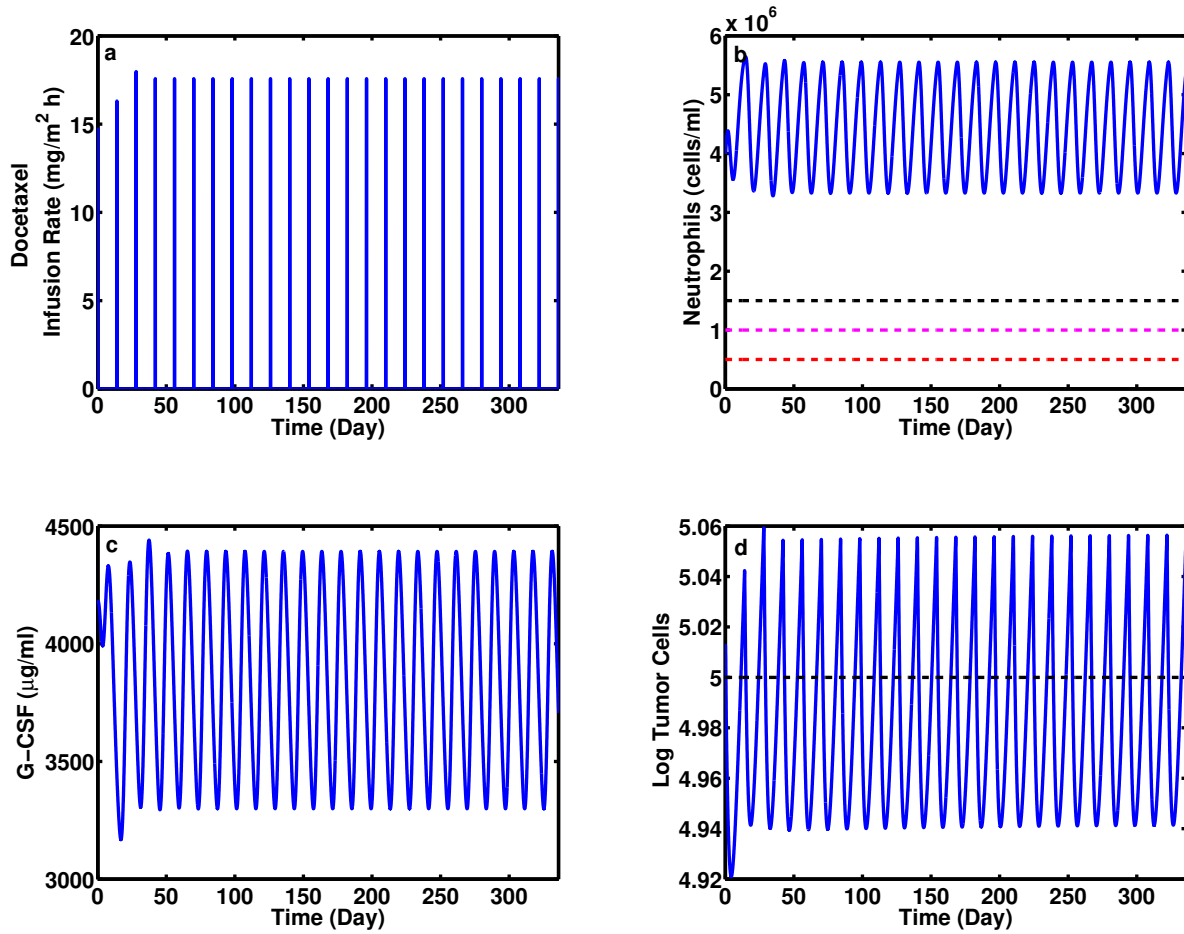 a
20
15
10
5
0
Docetaxel
Infusion Rate (mg/m² h)
0 50 100 150 200 250 300
Time (Day)
x 10⁶
b
6
5
4
3
2
1
0
Neutrophils (cells/ml)
0 50 100 150 200 250 300
Time (Day)
c
4500
4000
3500
3000
G−CSF (μg/ml)
0 50 100 150 200 250 300
Time (Day)
d
5.06
5.04
5.02
5
4.98
4.96
4.94
4.92
Log Tumor Cells
0 50 100 150 200 250 300
Time (Day)